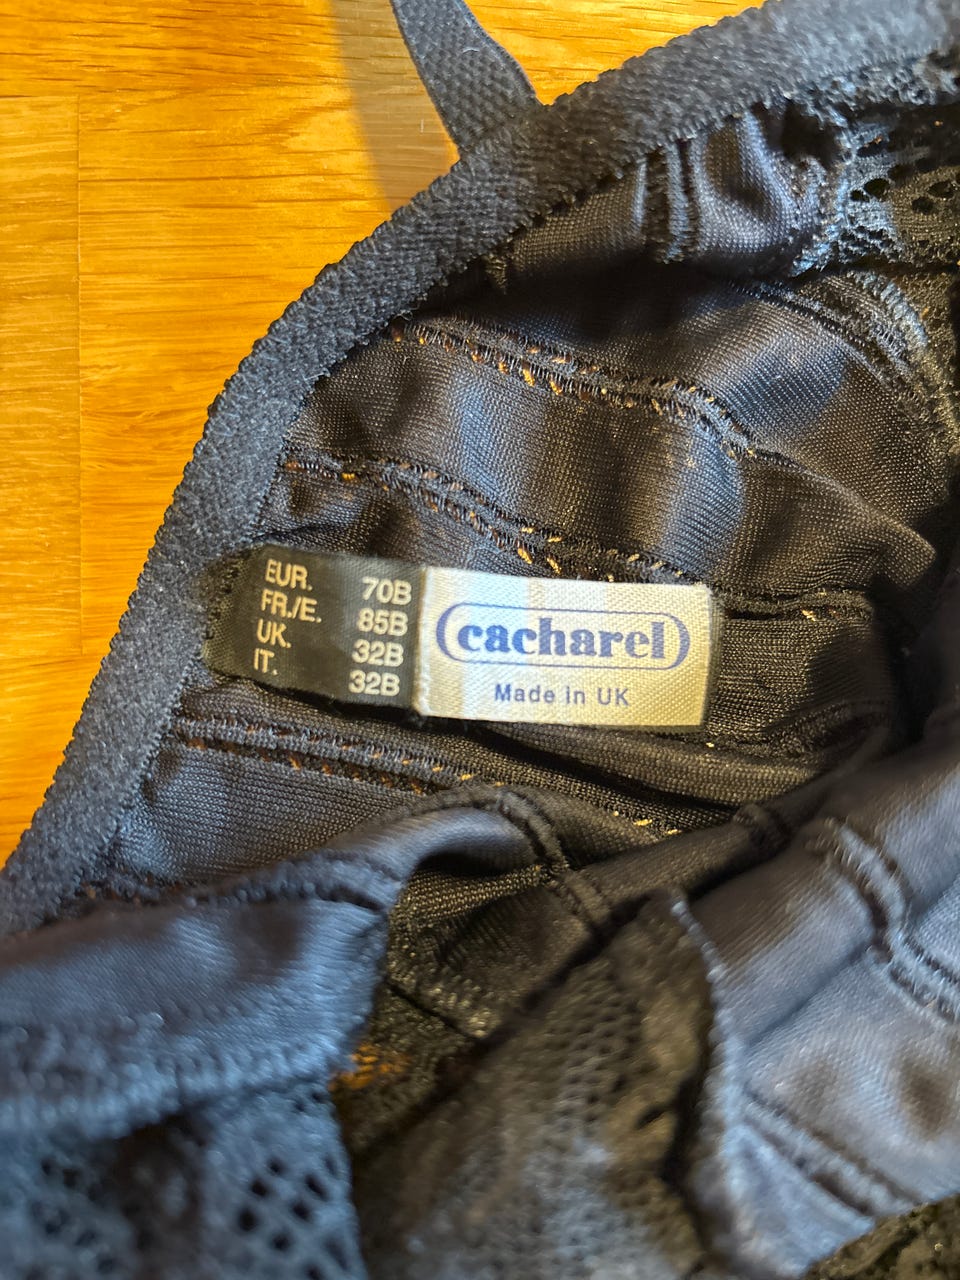 EUR. 70B
FR./E. 85B
UK. 32B
IT. 32B
cacharel
Made in UK